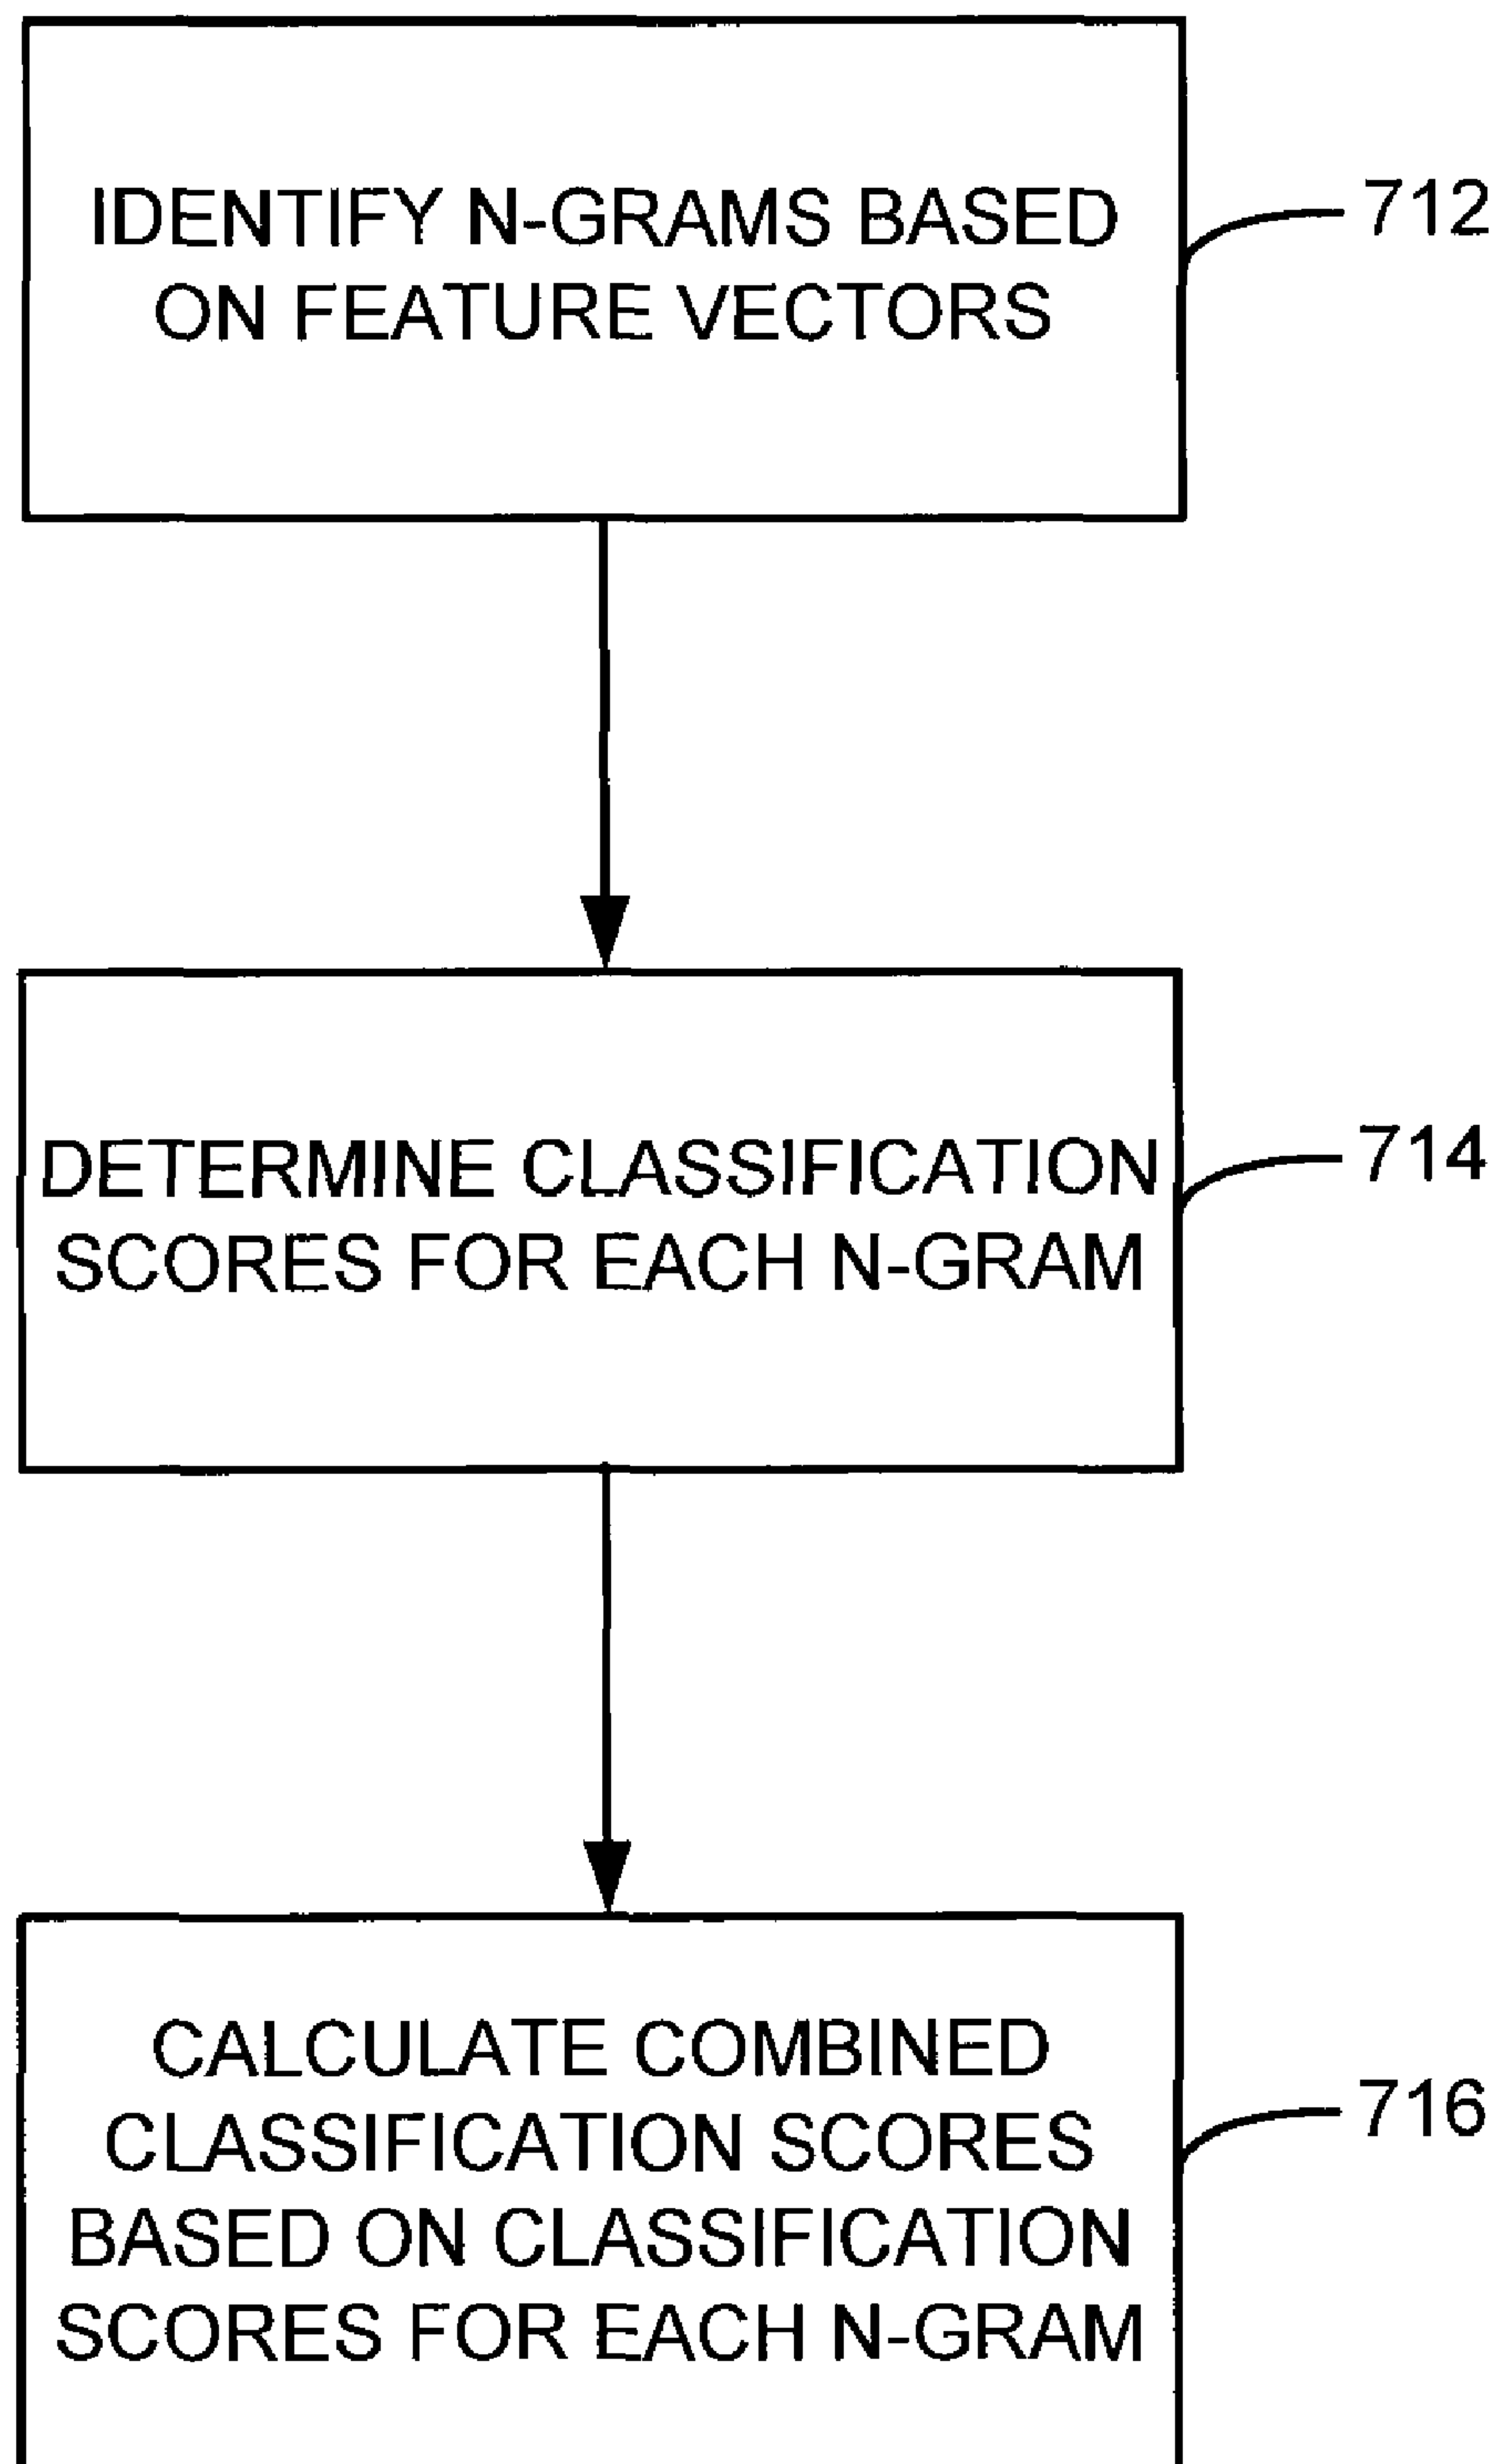 IDENTIFY N-GRAMS BASED
ON FEATURE VECTORS
712
DETERMINE CLASSIFICATION
SCORES FOR EACH N-GRAM
714
CALCULATE COMBINED
CLASSIFICATION SCORES
BASED ON CLASSIFICATION
SCORES FOR EACH N-GRAM
716